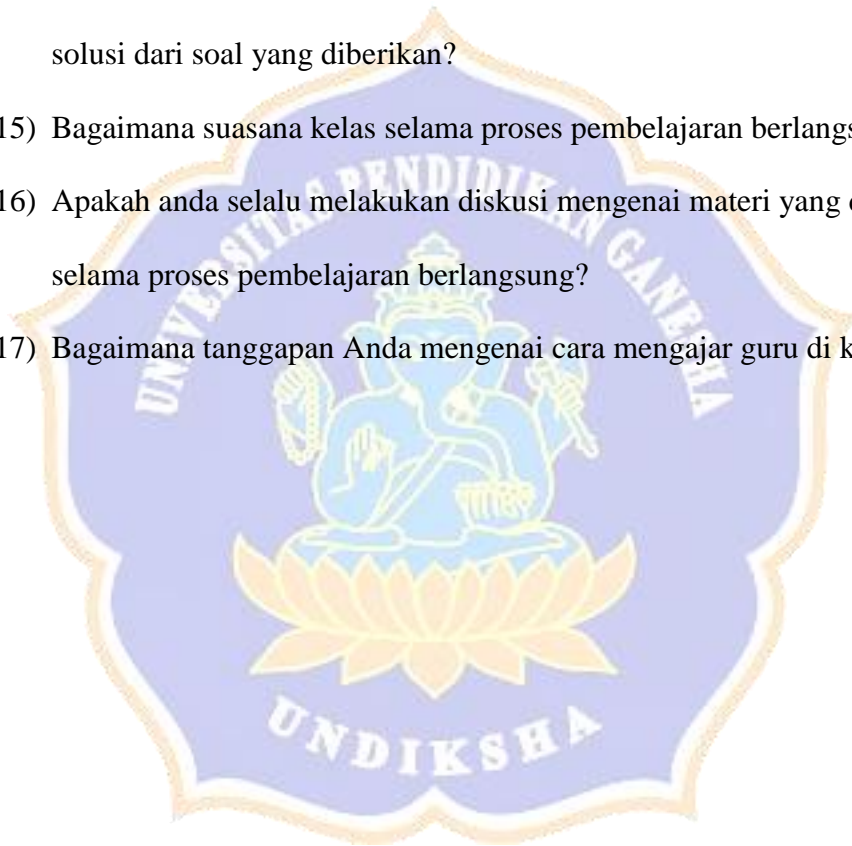 solusi dari soal yang diberikan?
15) Bagaimana suasana kelas selama proses pembelajaran
16) Apakah anda selalu melakukan diskusi mengenai materi yang
selama proses pembelajaran berlangsung?
17) Bagaimana tanggapan Anda mengenai cara mengajar guru di
UNIVERSITAS PENDIDIKAN GANESHA
UNDIKSHA